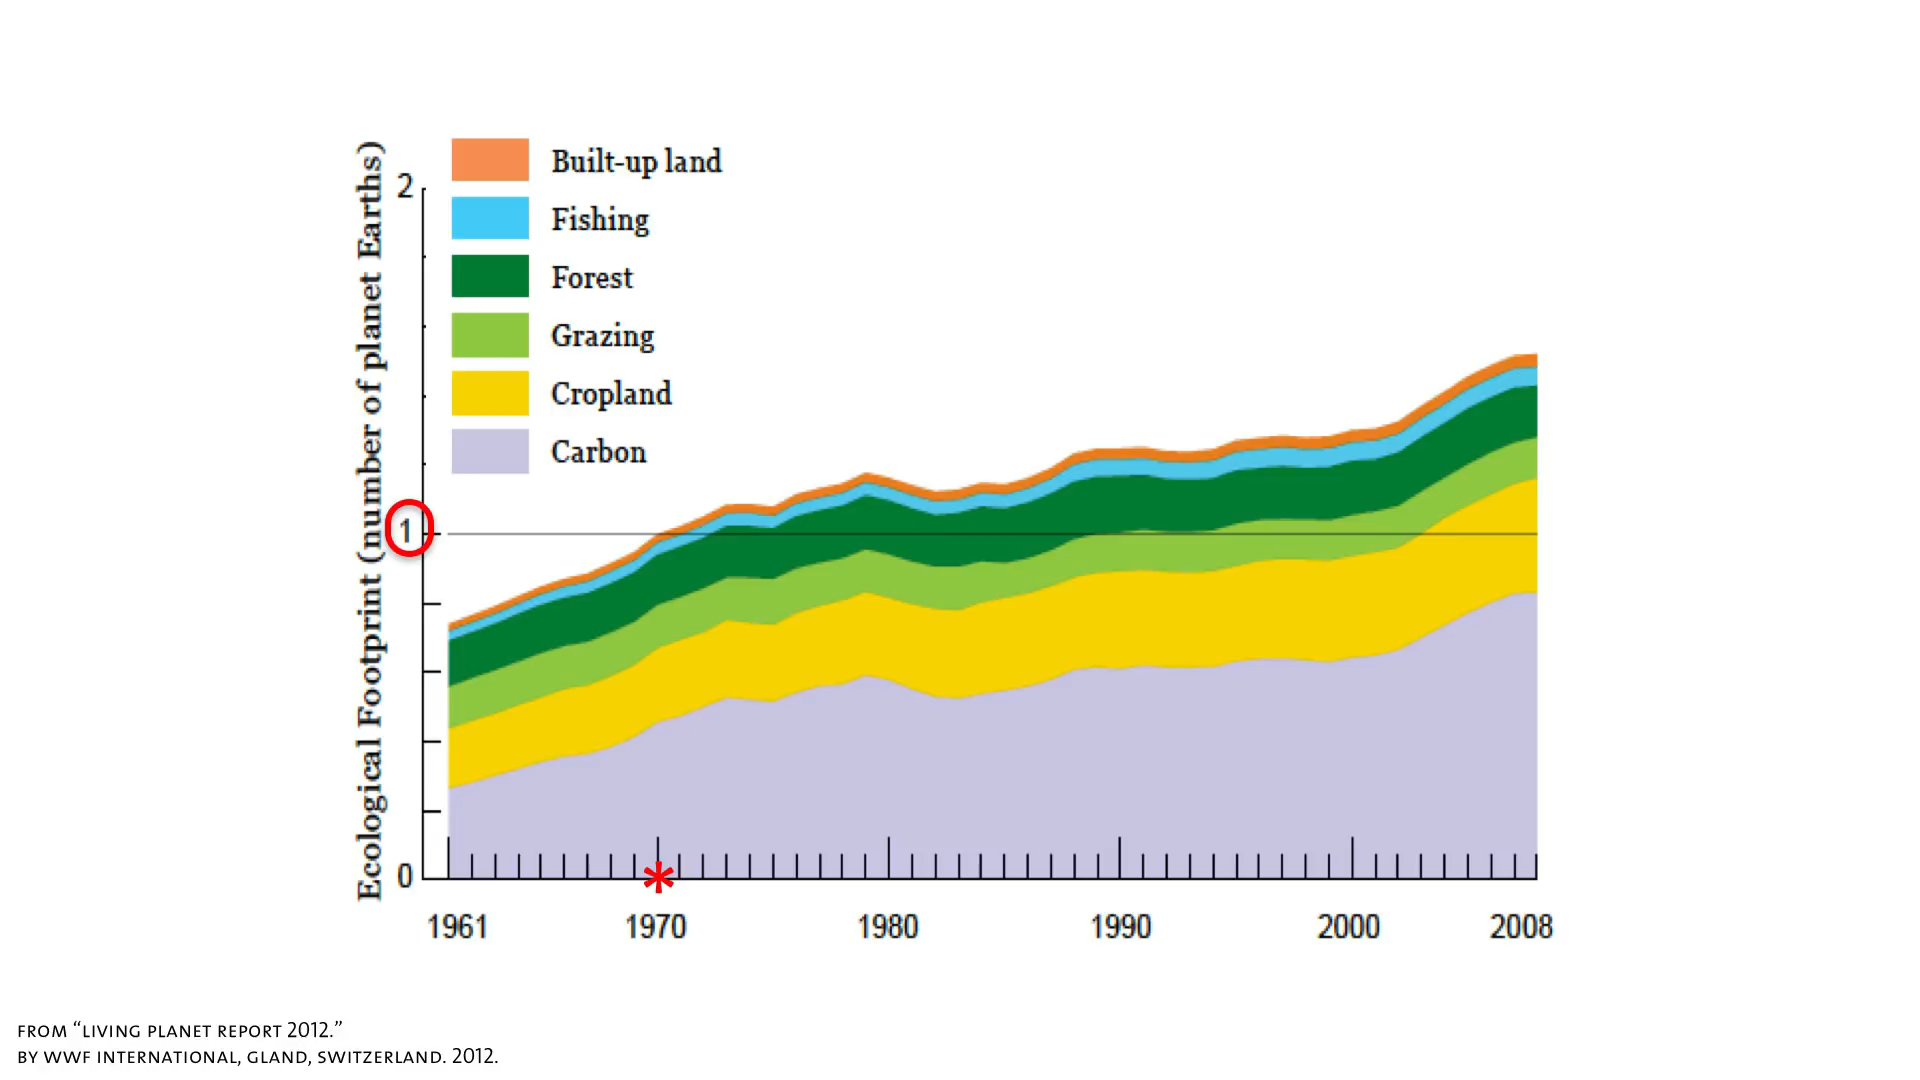 Ecological Footprint (number of planet Earths)
2
1
0
Built-up land
Fishing
Forest
Grazing
Cropland
Carbon
*
1961 1970 1980 1990 2000 2008
FROM “LIVING PLANET REPORT 2012.”
BY WWF INTERNATIONAL, GLAND, SWITZERLAND. 2012.